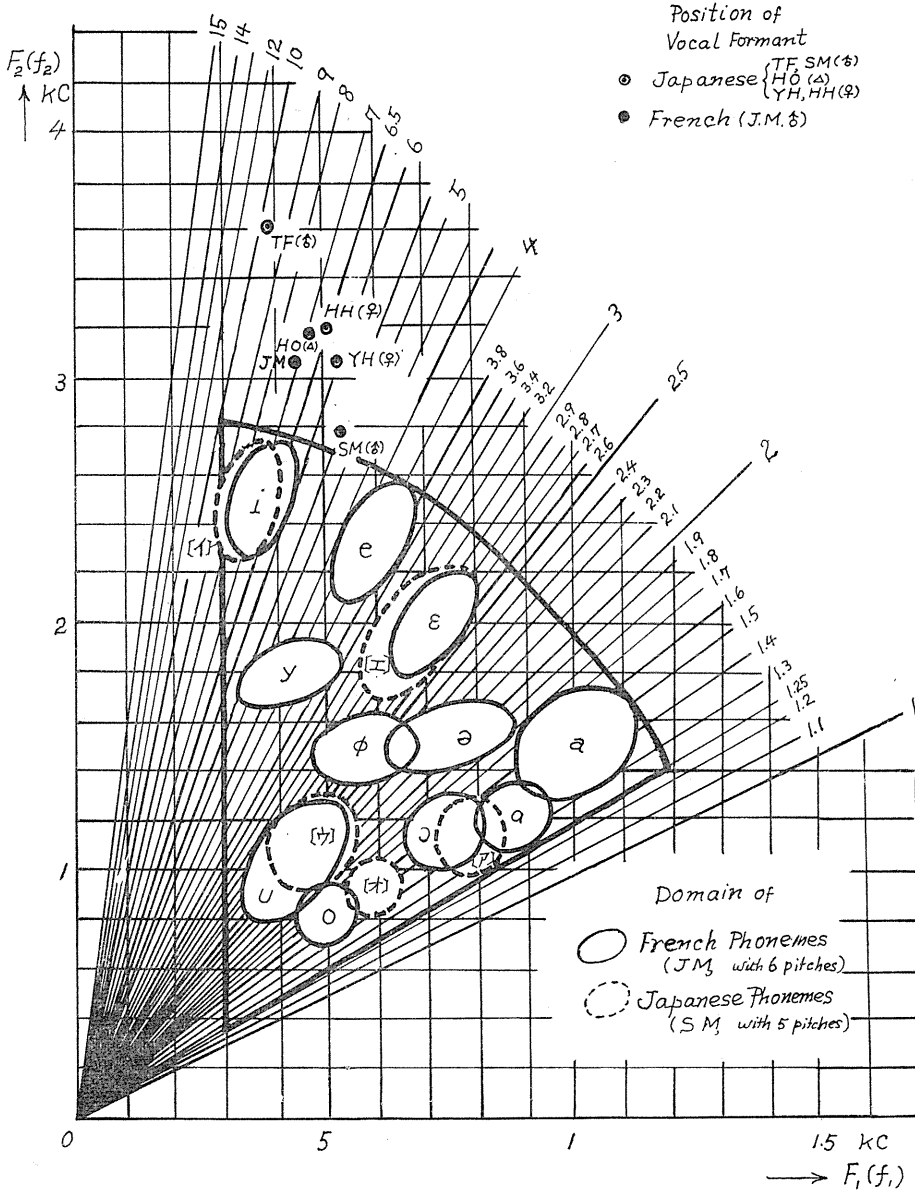 Position of
Vocal Formant
Japanese { TF, SM(♂)
HO(△)
YH, HH(♀)
French (J.M. ♂)
F₂(f₂)
↑ kC
4
3
2
1
0
15
14
12
10
9
8
7
6.5
6
5
4
3.8
3.6
3.4
3.2
3
2.9
2.8
2.7
2.6
2.5
2.4
2.3
2.2
2.1
2
1.9
1.8
1.7
1.6
1.5
1.4
1.3
1.25
1.2
1.1
1
TF(♂)
HH(♀)
HO(△)
JM
YH(♀)
SM(♂)
i
[イ]
e
ε
[エ]
y
ø
ə
a
ɔ
ɑ
[ア]
[ウ]
[オ]
u
o
Domain of
French Phonemes
(JM, with 6 pitches)
Japanese Phonemes
(SM, with 5 pitches)
5
1
1.5 kC
→ F₁(f₁)